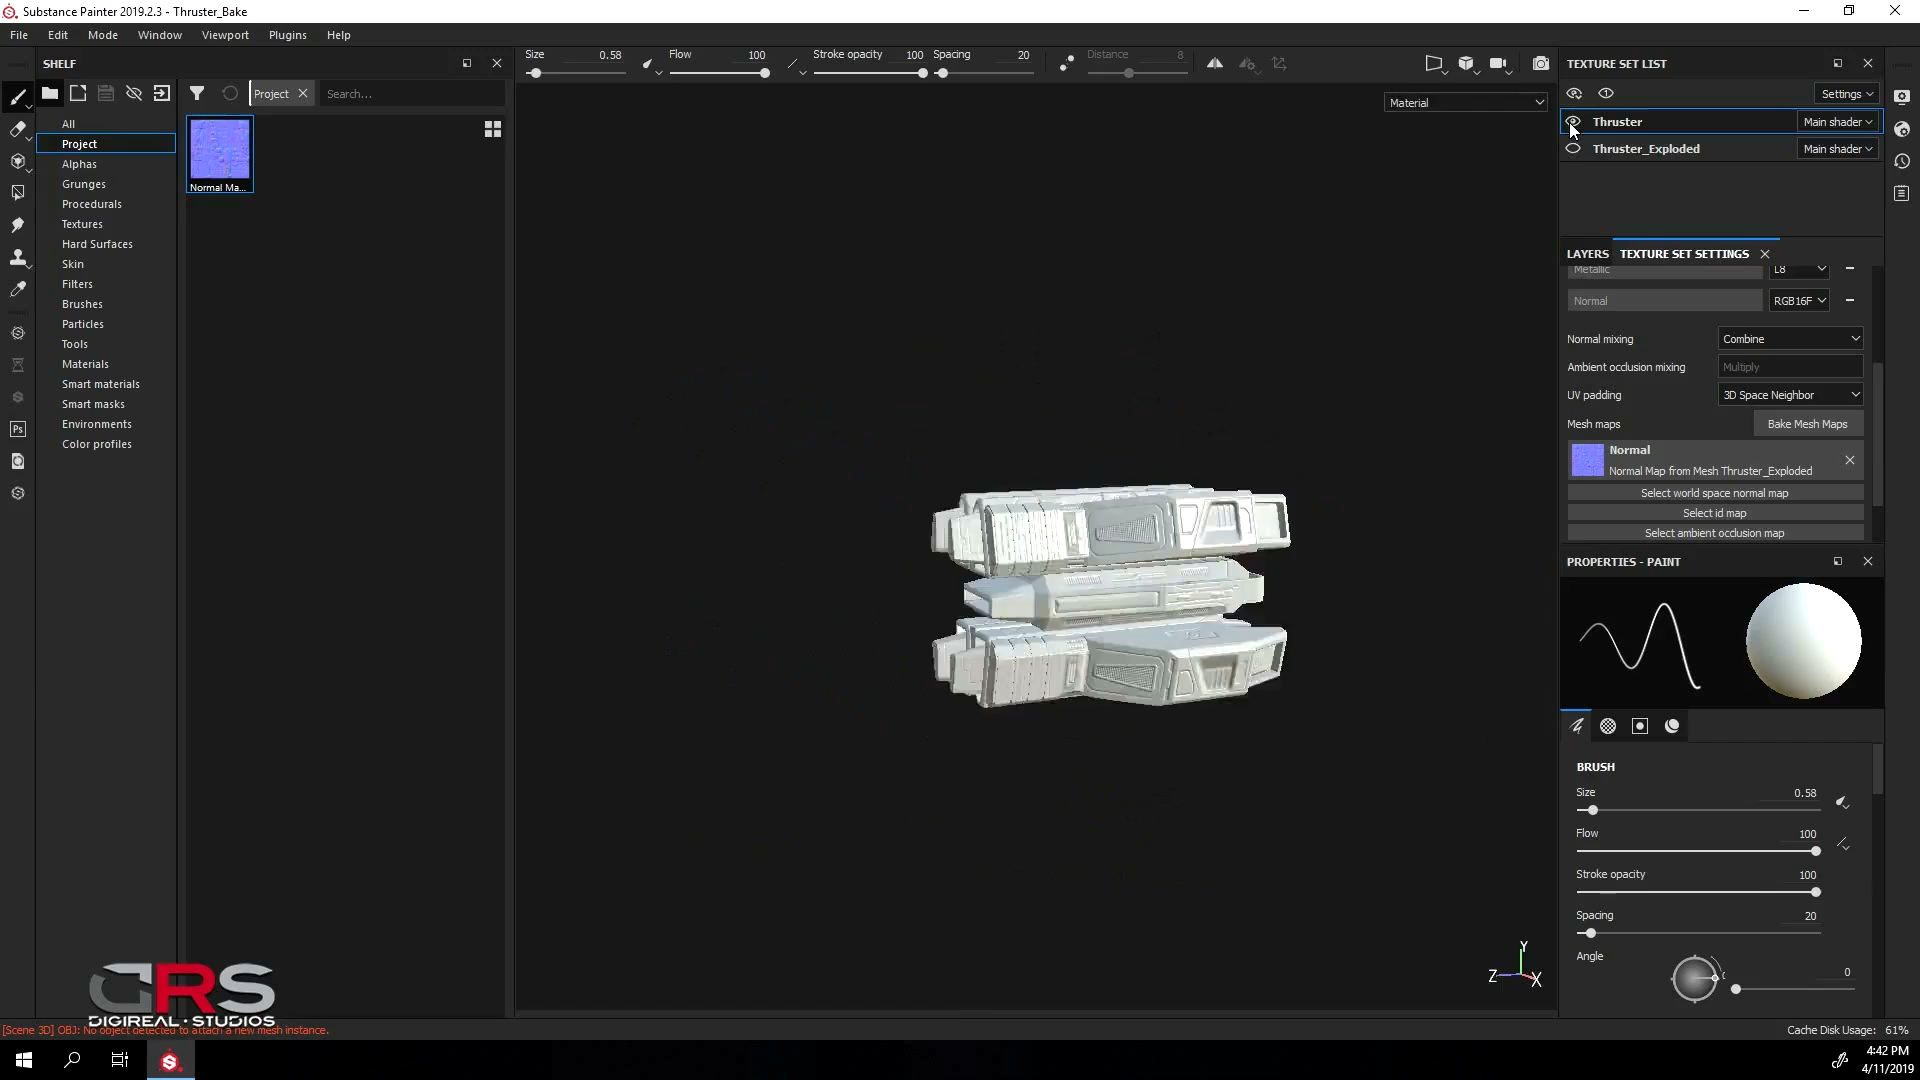 Substance Painter 2019.2.3 - Thruster_Bake
File Edit Mode Window Viewport Plugins Help
SHELF
Project
Search...
All
Project
Alphas
Grunges
Procedurals
Textures
Hard Surfaces
Skin
Filters
Brushes
Particles
Tools
Materials
Smart materials
Smart masks
Environments
Color profiles
Normal Ma...
Size 0.58 Flow 100 Stroke opacity 100 Spacing 20 Distance 8
Material
Z Y X
TEXTURE SET LIST
Settings
Thruster Main shader
Thruster_Exploded Main shader
LAYERS TEXTURE SET SETTINGS
Metallic L8
Normal RGB16F
Normal mixing Combine
Ambient occlusion mixing Multiply
UV padding 3D Space Neighbor
Mesh maps Bake Mesh Maps
Normal
Normal Map from Mesh Thruster_Exploded
Select world space normal map
Select id map
Select ambient occlusion map
PROPERTIES - PAINT
BRUSH
Size 0.58
Flow 100
Stroke opacity 100
Spacing 20
Angle 0
Ps
DRS
DIGIREAL·STUDIOS
[Scene 3D] OBJ: No object detected to attach a new mesh instance.
Cache Disk Usage: 61%
4:42 PM
4/11/2019